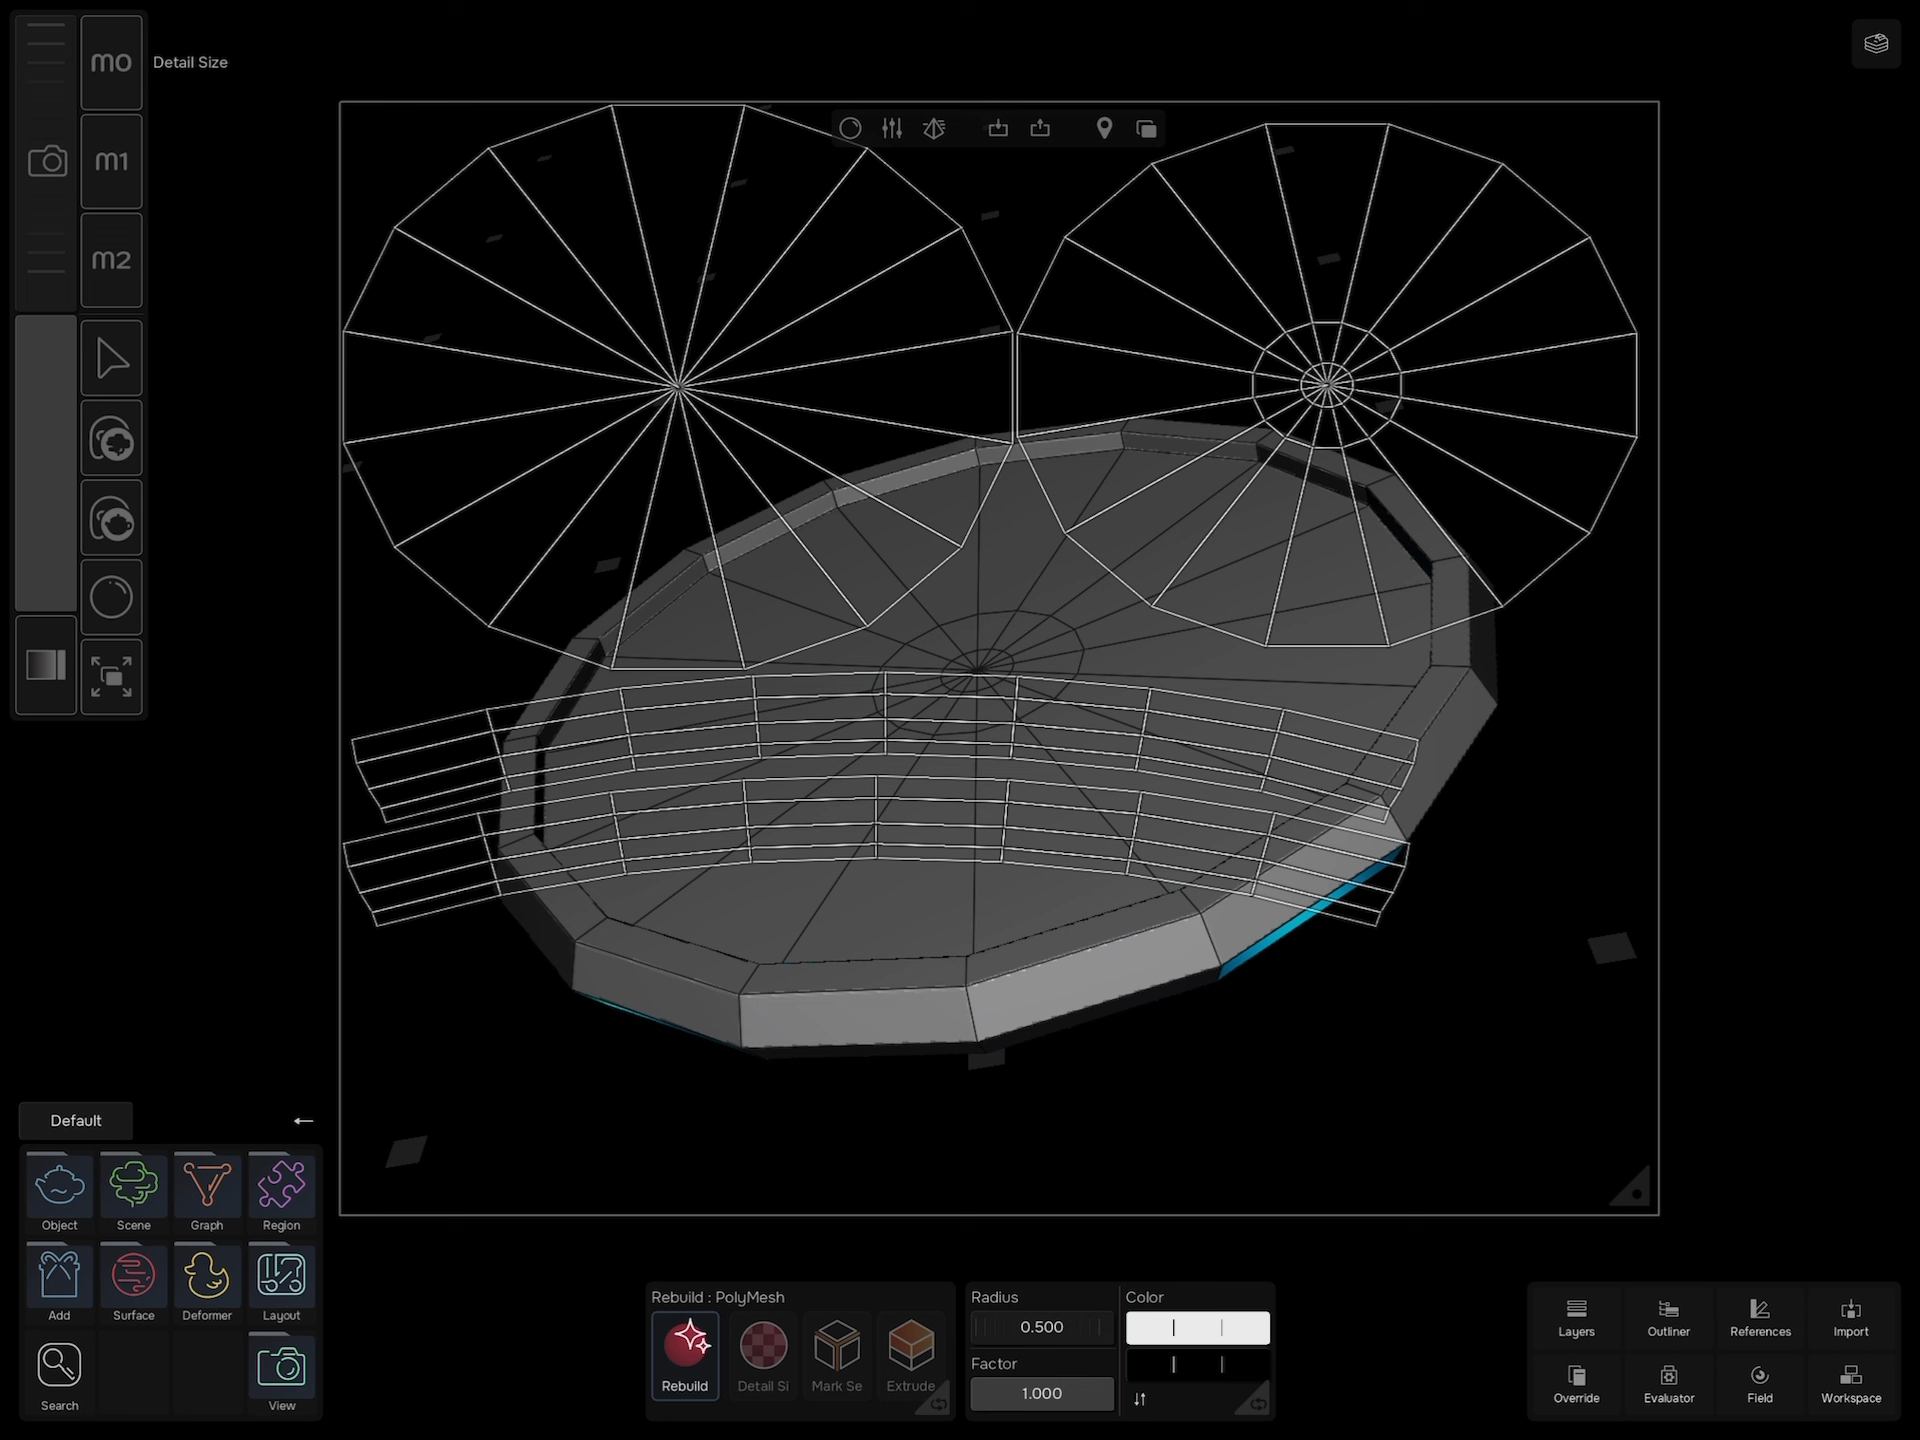 m0
Detail Size
m1
m2
Default
Object
Scene
Graph
Region
Add
Surface
Deformer
Layout
Search
View
Rebuild : PolyMesh
Rebuild
Detail Si
Mark Se
Extrude
Radius
0.500
Factor
1.000
Color
Layers
Outliner
References
Import
Override
Evaluator
Field
Workspace